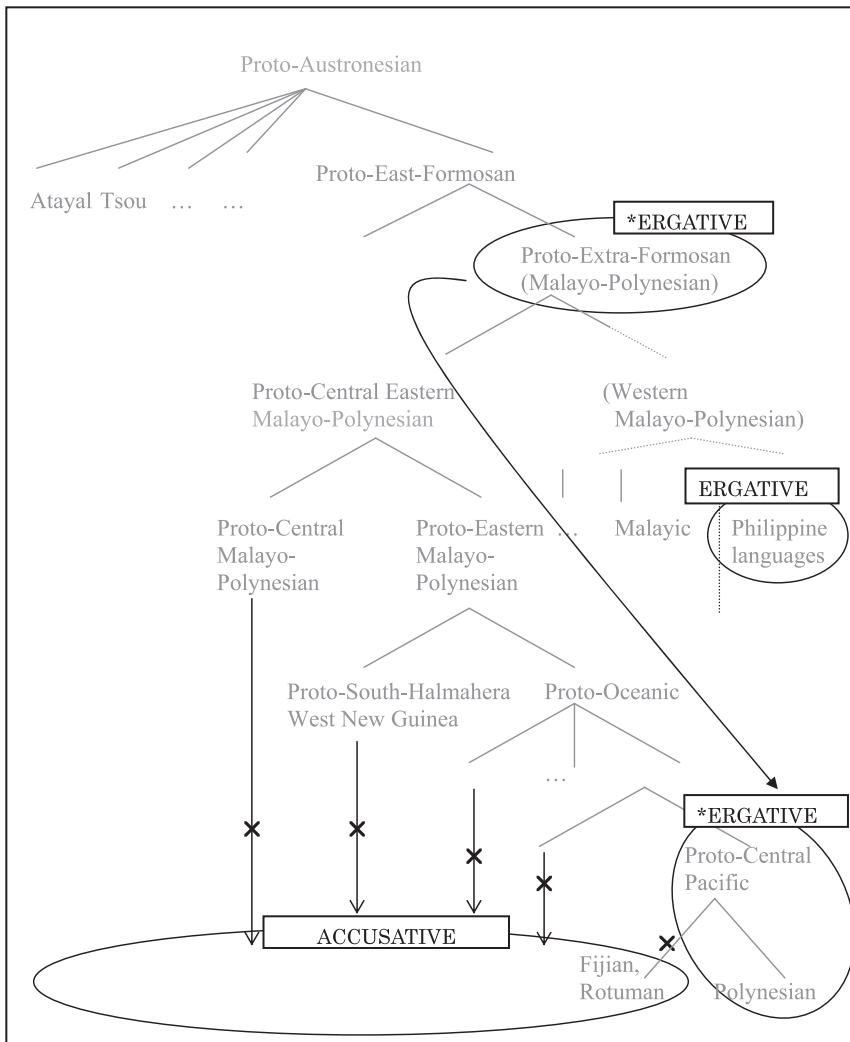 Proto-Austronesian
Proto-East-Formosan
Atayal Tsou … …
*ERGATIVE
Proto-Extra-Formosan
(Malayo-Polynesian)
Proto-Central Eastern
Malayo-Polynesian
(Western
Malayo-Polynesian)
ERGATIVE
Proto-Central
Malayo-
Polynesian
Proto-Eastern
Malayo-
Polynesian
…
Malayic
Philippine
languages
Proto-South-Halmahera
West New Guinea
Proto-Oceanic
…
*ERGATIVE
Proto-Central
Pacific
ACCUSATIVE
Fijian,
Rotuman
Polynesian